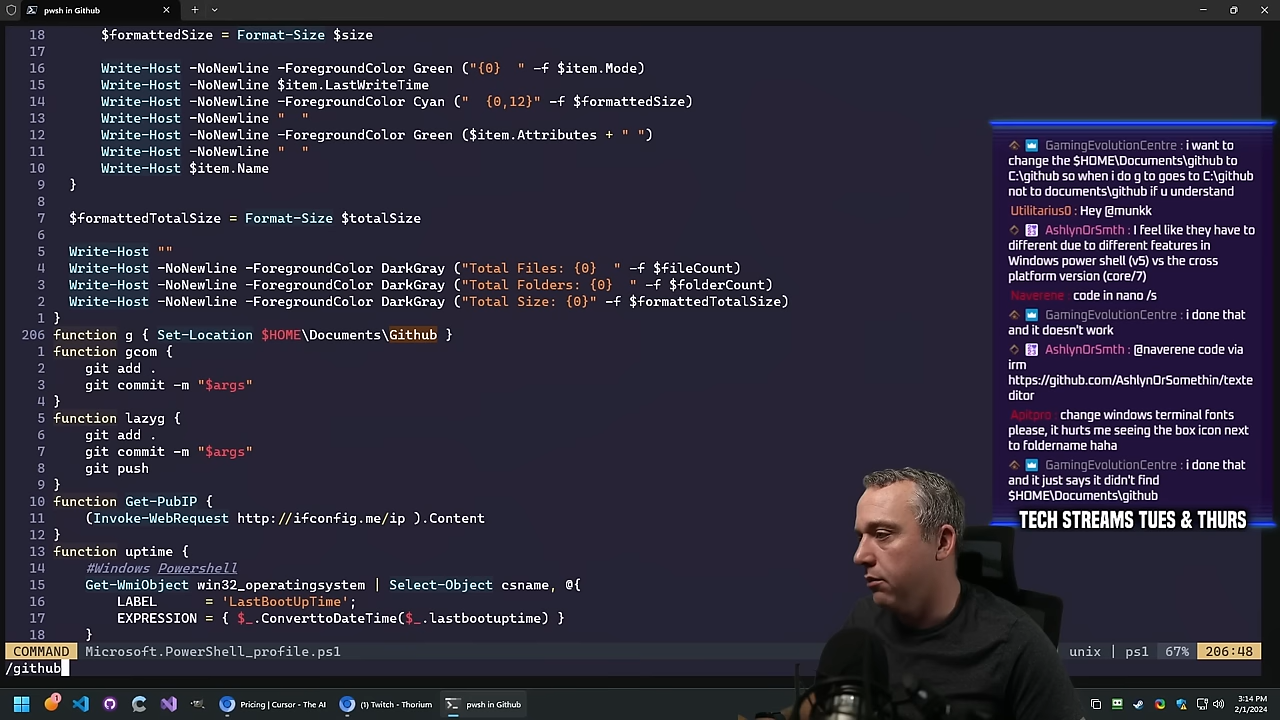 pwsh in Github
18 $formattedSize = Format-Size $size
17
16 Write-Host -NoNewline -ForegroundColor Green ("{0}  " -f $item.Mode)
15 Write-Host -NoNewline $item.LastWriteTime
14 Write-Host -NoNewline -ForegroundColor Cyan ("  {0,12}" -f $formattedSize)
13 Write-Host -NoNewline "  "
12 Write-Host -NoNewline -ForegroundColor Green ($item.Attributes + " ")
11 Write-Host -NoNewline "  "
10 Write-Host $item.Name
9 }
8
7 $formattedTotalSize = Format-Size $totalSize
6
5 Write-Host ""
4 Write-Host -NoNewline -ForegroundColor DarkGray ("Total Files: {0}  " -f $fileCount)
3 Write-Host -NoNewline -ForegroundColor DarkGray ("Total Folders: {0}  " -f $folderCount)
2 Write-Host -NoNewline -ForegroundColor DarkGray ("Total Size: {0}" -f $formattedTotalSize)
1 }
206 function g { Set-Location $HOME\Documents\Github }
1 function gcom {
2 git add .
3 git commit -m "$args"
4 }
5 function lazyg {
6 git add .
7 git commit -m "$args"
8 git push
9 }
10 function Get-PubIP {
11 (Invoke-WebRequest http://ifconfig.me/ip ).Content
12 }
13 function uptime {
14 #Windows Powershell
15 Get-WmiObject win32_operatingsystem | Select-Object csname, @{
16 LABEL      = 'LastBootUpTime';
17 EXPRESSION = { $_.ConverttoDateTime($_.lastbootuptime) }
18 }
COMMAND Microsoft.PowerShell_profile.ps1 unix | ps1 67% 206:48
/github
GamingEvolutionCentre : i want to
change the $HOME\Documents\github to
C:\github so when i do g to goes to C:\github
not to documents\github if u understand
Utilitarius0 : Hey @munkk
AshlynOrSmth : I feel like they have to
different due to different features in
Windows power shell (v5) vs the cross
platform version (core/7)
Naverene : code in nano /s
GamingEvolutionCentre : i done that
and it doesn't work
AshlynOrSmth : @naverene code via
irm
https://github.com/AshlynOrSomethin/texte
ditor
Apitpro : change windows terminal fonts
please, it hurts me seeing the box icon next
to foldername haha
GamingEvolutionCentre : i done that
and it just says it didn't find
$HOME\Documents\github
TECH STREAMS TUES & THURS
Pricing | Cursor - The AI
(1) Twitch - Thorium
pwsh in Github
3:14 PM
2/1/2024